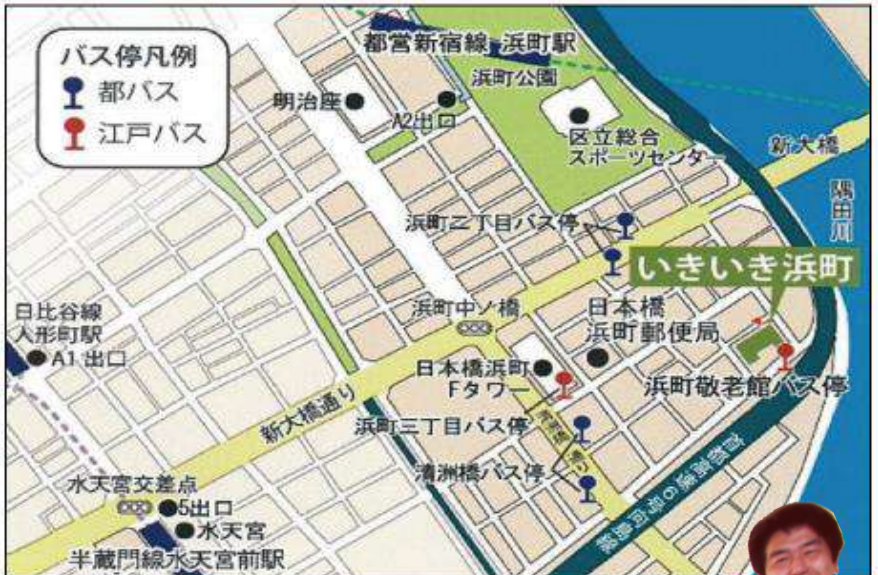 バス停凡例
都バス
江戸バス
都営新宿線 浜町駅
浜町公園
明治座
A2出口
区立総合
スポーツセンター
新大橋
隅田川
浜町二丁目バス停
いきいき浜町
浜町中ノ橋
日本橋
浜町郵便局
日比谷線
人形町駅
A1出口
日本橋浜町
Fタワー
浜町敬老館バス停
新大橋通り
浜町三丁目バス停
清洲橋バス停
清洲橋通り
首都高速6号向島線
水天宮交差点
5出口
水天宮
半蔵門線水天宮前駅